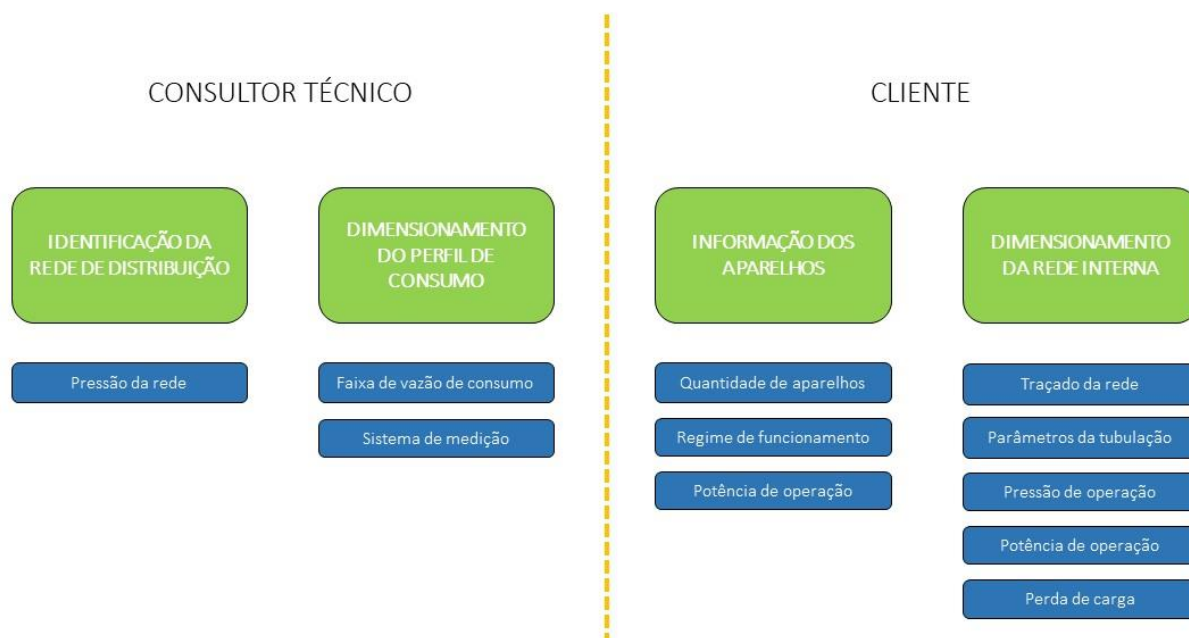 CONSULTOR TÉCNICO
CLIENTE
IDENTIFICAÇÃO DA
REDE DE DISTRIBUIÇÃO
Pressão da rede
DIMENSIONAMENTO
DO PERFIL DE
CONSUMO
Faixa de vazão de consumo
Sistema de medição
INFORMAÇÃO DOS
APARELHOS
Quantidade de aparelhos
Regime de funcionamento
Potência de operação
DIMENSIONAMENTO
DA REDE INTERNA
Traçado da rede
Parâmetros da tubulação
Pressão de operação
Potência de operação
Perda de carga